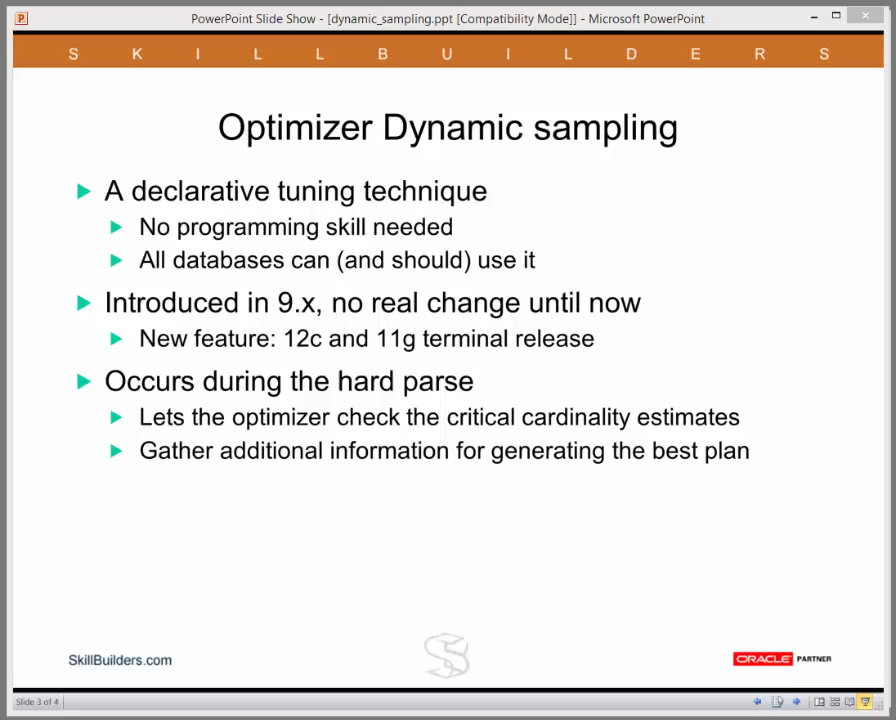 PowerPoint Slide Show - [dynamic_sampling.ppt [Compatibility Mode]] - Microsoft PowerPoint
S K I L L B U I L D E R S
Optimizer Dynamic sampling
A declarative tuning technique
No programming skill needed
All databases can (and should) use it
Introduced in 9.x, no real change until now
New feature: 12c and 11g terminal release
Occurs during the hard parse
Lets the optimizer check the critical cardinality estimates
Gather additional information for generating the best plan
SkillBuilders.com
ORACLE PARTNER
Slide 3 of 4